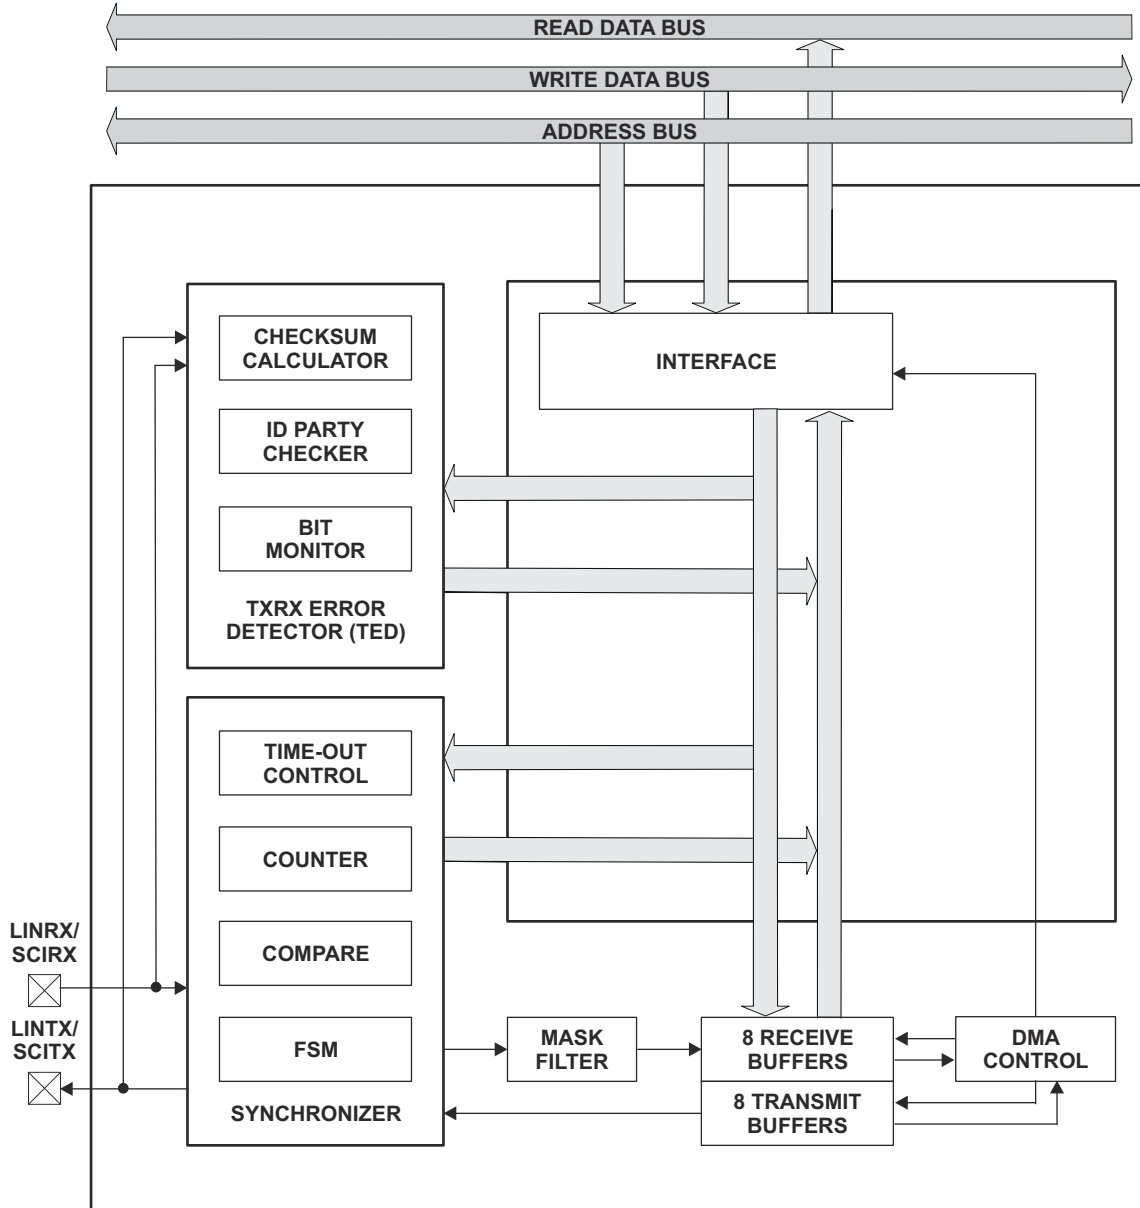 READ DATA BUS
WRITE DATA BUS
ADDRESS BUS
CHECKSUM
CALCULATOR
INTERFACE
ID PARTY
CHECKER
BIT
MONITOR
TXRX ERROR
DETECTOR (TED)
TIME-OUT
CONTROL
COUNTER
COMPARE
LINRX/
SCIRX
LINTX/
SCITX
FSM
SYNCHRONIZER
MASK
FILTER
8 RECEIVE
BUFFERS
8 TRANSMIT
BUFFERS
DMA
CONTROL